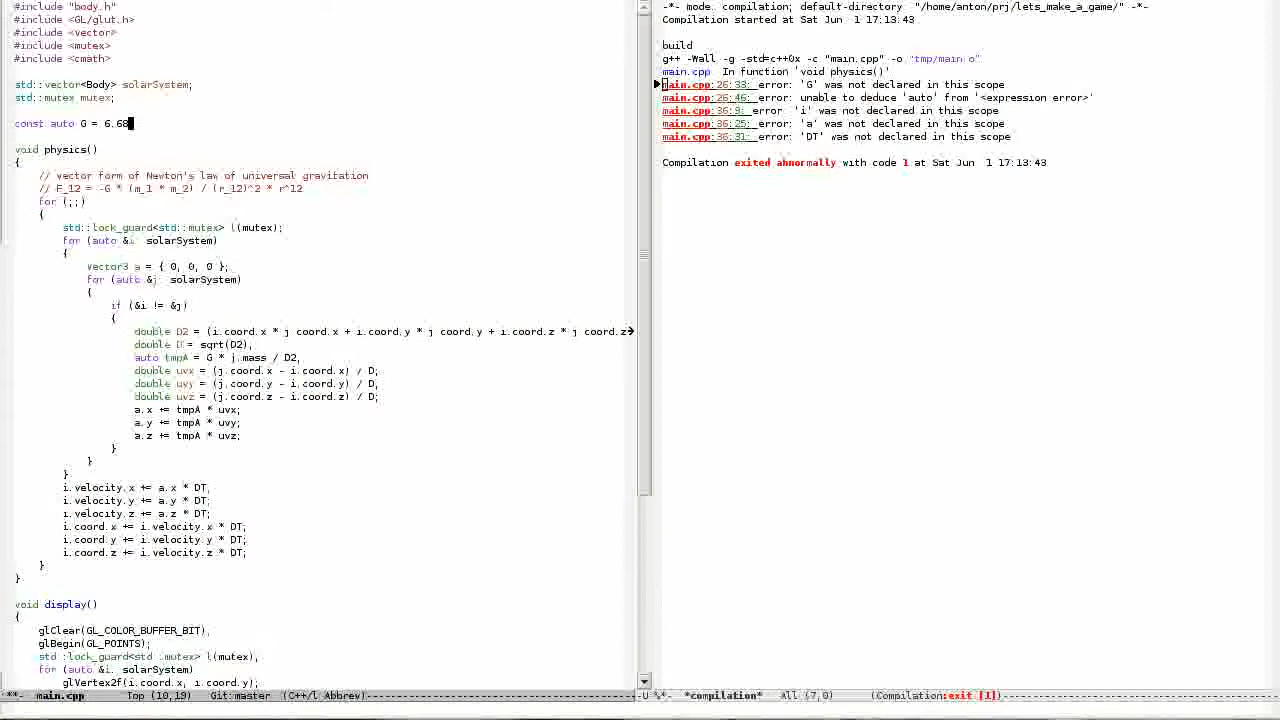 #include "body.h"
#include <GL/glut.h>
#include <vector>
#include <mutex>
#include <cmath>
std::vector<Body> solarSystem;
std::mutex mutex;
const auto G = 6.68
void physics()
{
// vector form of Newton's law of universal gravitation
// F_12 = -G * (m_1 * m_2) / (r_12)^2 * r^12
for (;;)
{
std::lock_guard<std::mutex> l(mutex);
for (auto &i: solarSystem)
{
Vector3 a = { 0, 0, 0 };
for (auto &j: solarSystem)
{
if (&i != &j)
{
double D2 = (i.coord.x * j.coord.x + i.coord.y * j.coord.y + i.coord.z * j.coord.z
double D = sqrt(D2);
auto tmpA = G * j.mass / D2;
double uvx = (j.coord.x - i.coord.x) / D;
double uvy = (j.coord.y - i.coord.y) / D;
double uvz = (j.coord.z - i.coord.z) / D;
a.x += tmpA * uvx;
a.y += tmpA * uvy;
a.z += tmpA * uvz;
}
}
}
i.velocity.x += a.x * DT;
i.velocity.y += a.y * DT;
i.velocity.z += a.z * DT;
i.coord.x += i.velocity.x * DT;
i.coord.y += i.velocity.y * DT;
i.coord.z += i.velocity.z * DT;
}
}
void display()
{
glClear(GL_COLOR_BUFFER_BIT);
glBegin(GL_POINTS);
std::lock_guard<std::mutex> l(mutex);
for (auto &i: solarSystem)
glVertex2f(i.coord.x, i.coord.y);
**- main.cpp Top (10,19) Git:master (C++/l Abbrev)
-*- mode: compilation; default-directory: "/home/anton/prj/lets_make_a_game/" -*-
Compilation started at Sat Jun 1 17:13:43
build
g++ -Wall -g -std=c++0x -c "main.cpp" -o "tmp/main.o"
main.cpp: In function 'void physics()':
main.cpp:26:33: error: 'G' was not declared in this scope
main.cpp:26:46: error: unable to deduce 'auto' from '<expression error>'
main.cpp:36:9: error: 'i' was not declared in this scope
main.cpp:36:25: error: 'a' was not declared in this scope
main.cpp:36:31: error: 'DT' was not declared in this scope
Compilation exited abnormally with code 1 at Sat Jun 1 17:13:43
-U %*- *compilation* All (7,0) (Compilation:exit [1])